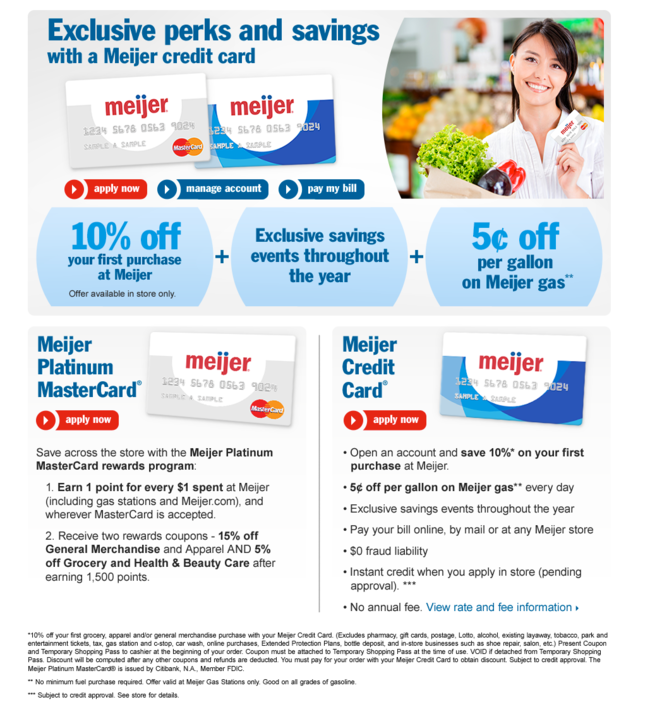 Exclusive perks and savings
with a Meijer credit card
meijer
1234 5678 0563 9024
SAMPLE A SAMPLE
MasterCard
meijer
1234 5678 0563 9024
SAMPLE A SAMPLE
meijer
apply now
manage account
pay my bill
10% off
your first purchase
at Meijer
Offer available in store only.
+
Exclusive savings
events throughout
the year
+
5¢ off
per gallon
on Meijer gas**
Meijer
Platinum
MasterCard®
meijer
1234 5678 0563 9024
SAMPLE A SAMPLE
MasterCard
apply now
Save across the store with the Meijer Platinum
MasterCard rewards program:
1. Earn 1 point for every $1 spent at Meijer
(including gas stations and Meijer.com), and
wherever MasterCard is accepted.
2. Receive two rewards coupons - 15% off
General Merchandise and Apparel AND 5%
off Grocery and Health & Beauty Care after
earning 1,500 points.
Meijer
Credit
Card®
meijer
1234 5678 0563 9024
SAMPLE A SAMPLE
apply now
• Open an account and save 10%* on your first
purchase at Meijer.
• 5¢ off per gallon on Meijer gas** every day
• Exclusive savings events throughout the year
• Pay your bill online, by mail or at any Meijer store
• $0 fraud liability
• Instant credit when you apply in store (pending
approval). ***
• No annual fee. View rate and fee information
*10% off your first grocery, apparel and/or general merchandise purchase with your Meijer Credit Card. (Excludes pharmacy, gift cards, postage, Lotto, alcohol, existing layaway, tobacco, park and
entertainment tickets, tax, gas station and c-stop, car wash, online purchases, Extended Protection Plans, bottle deposit, and in-store businesses such as shoe repair, salon, etc.) Present Coupon
and Temporary Shopping Pass to cashier at the beginning of your order. Coupon must be attached to Temporary Shopping Pass at the time of use. VOID if detached from Temporary Shopping
Pass. Discount will be computed after any other coupons and refunds are deducted. You must pay for your order with your Meijer Credit Card to obtain discount. Subject to credit approval. The
Meijer Platinum MasterCard® is issued by Citibank, N.A., Member FDIC.
** No minimum fuel purchase required. Offer valid at Meijer Gas Stations only. Good on all grades of gasoline.
*** Subject to credit approval. See store for details.